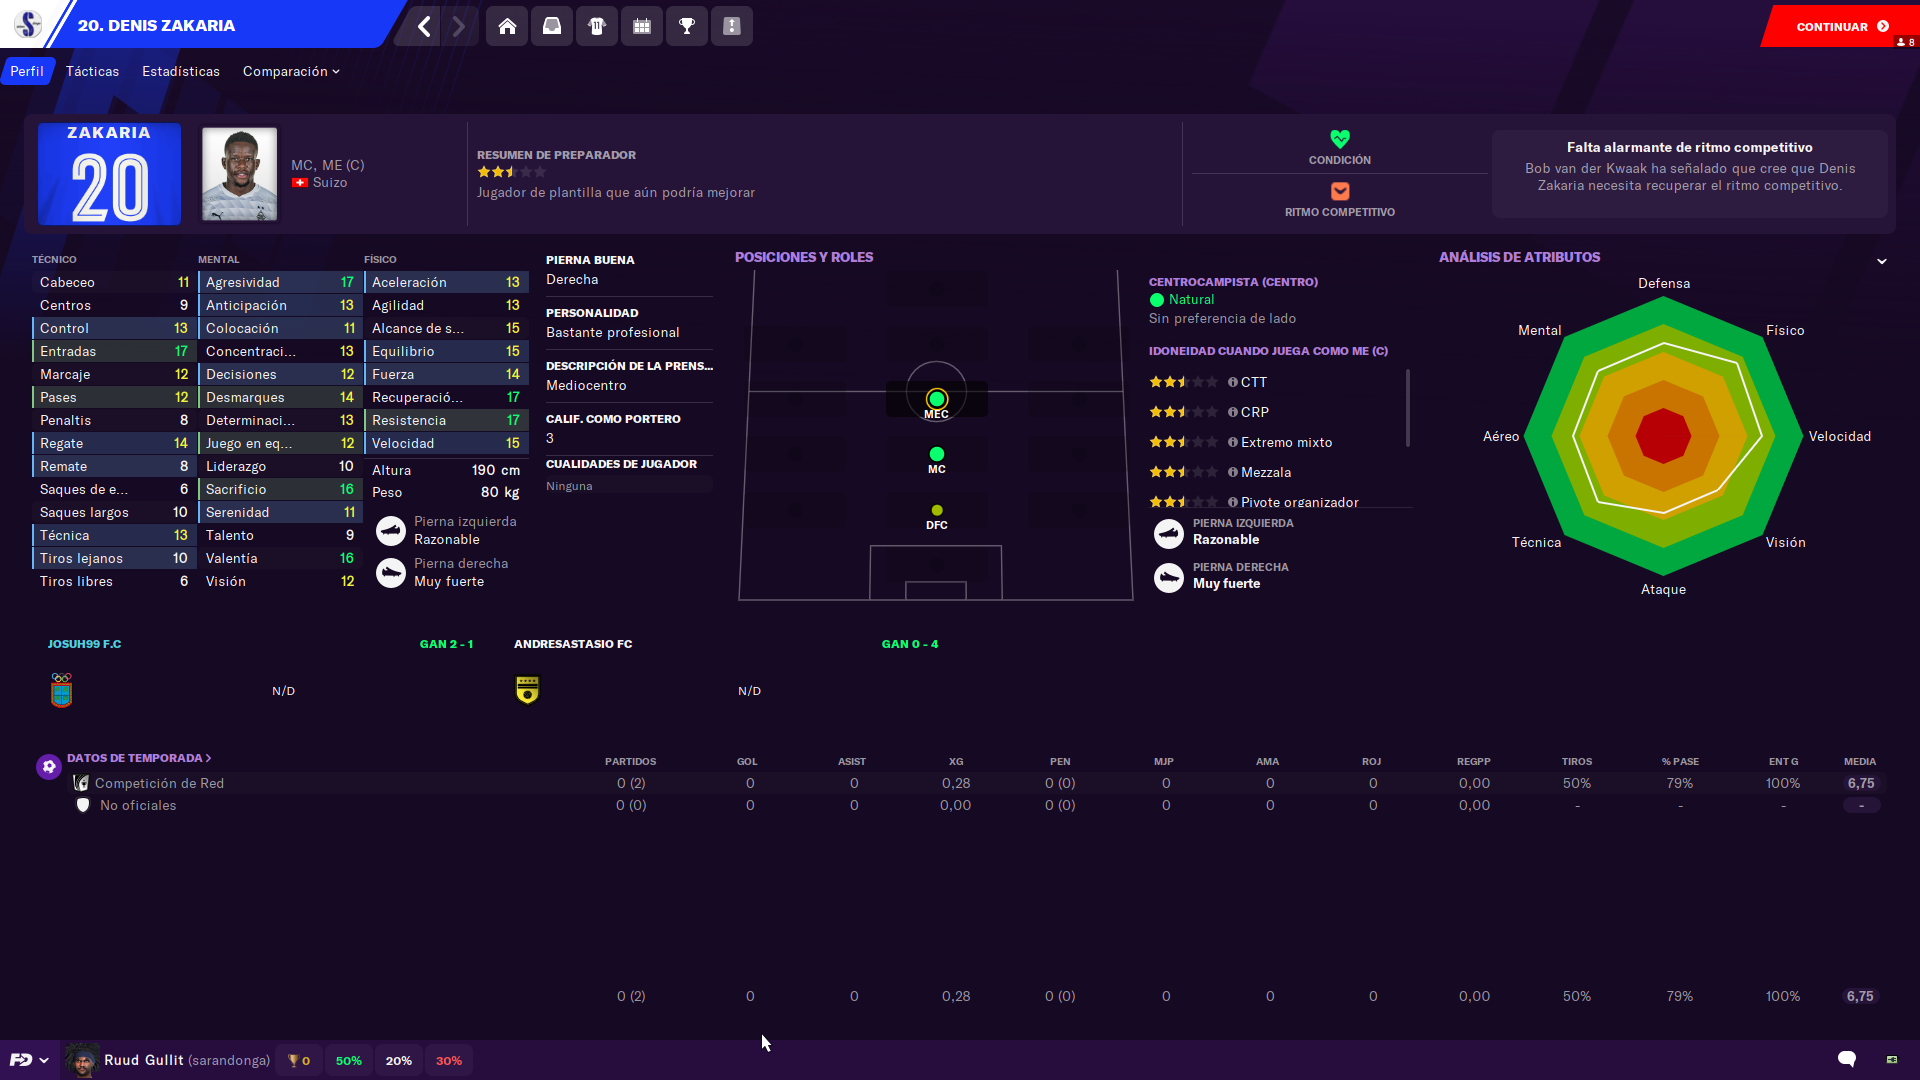 20. DENIS ZAKARIA
CONTINUAR
8
Perfil
Tácticas
Estadísticas
Comparación
ZAKARIA
20
MC, ME (C)
Suizo
RESUMEN DE PREPARADOR
Jugador de plantilla que aún podría mejorar
CONDICIÓN
RITMO COMPETITIVO
Falta alarmante de ritmo competitivo
Bob van der Kwaak ha señalado que cree que Denis
Zakaria necesita recuperar el ritmo competitivo.
TÉCNICO
Cabeceo 11
Centros 9
Control 13
Entradas 17
Marcaje 12
Pases 12
Penaltis 8
Regate 14
Remate 8
Saques de e... 6
Saques largos 10
Técnica 13
Tiros lejanos 10
Tiros libres 6
MENTAL
Agresividad 17
Anticipación 13
Colocación 11
Concentraci... 13
Decisiones 12
Desmarques 14
Determinaci... 13
Juego en eq... 12
Liderazgo 10
Sacrificio 16
Serenidad 11
Talento 9
Valentía 16
Visión 12
FÍSICO
Aceleración 13
Agilidad 13
Alcance de s... 15
Equilibrio 15
Fuerza 14
Recuperació... 17
Resistencia 17
Velocidad 15
Altura 190 cm
Peso 80 kg
Pierna izquierda
Razonable
Pierna derecha
Muy fuerte
PIERNA BUENA
Derecha
PERSONALIDAD
Bastante profesional
DESCRIPCIÓN DE LA PRENS...
Mediocentro
CALIF. COMO PORTERO
3
CUALIDADES DE JUGADOR
Ninguna
POSICIONES Y ROLES
MEC
MC
DFC
CENTROCAMPISTA (CENTRO)
Natural
Sin preferencia de lado
IDONEIDAD CUANDO JUEGA COMO ME (C)
CTT
CRP
Extremo mixto
Mezzala
Pivote organizador
PIERNA IZQUIERDA
Razonable
PIERNA DERECHA
Muy fuerte
ANÁLISIS DE ATRIBUTOS
Defensa
Mental
Físico
Aéreo
Velocidad
Técnica
Visión
Ataque
JOSUH99 F.C GAN 2 - 1
N/D
ANDRESASTASIO FC GAN 0 - 4
N/D
DATOS DE TEMPORADA PARTIDOS GOL ASIST XG PEN MJP AMA ROJ REGPP TIROS % PASE ENT G MEDIA
Competición de Red 0 (2) 0 0 0,28 0 (0) 0 0 0 0,00 50% 79% 100% 6,75
No oficiales 0 (0) 0 0 0,00 0 (0) 0 0 0 0,00 - - - -
0 (2) 0 0 0,28 0 (0) 0 0 0 0,00 50% 79% 100% 6,75
FD Ruud Gullit (sarandonga) 0 50% 20% 30%